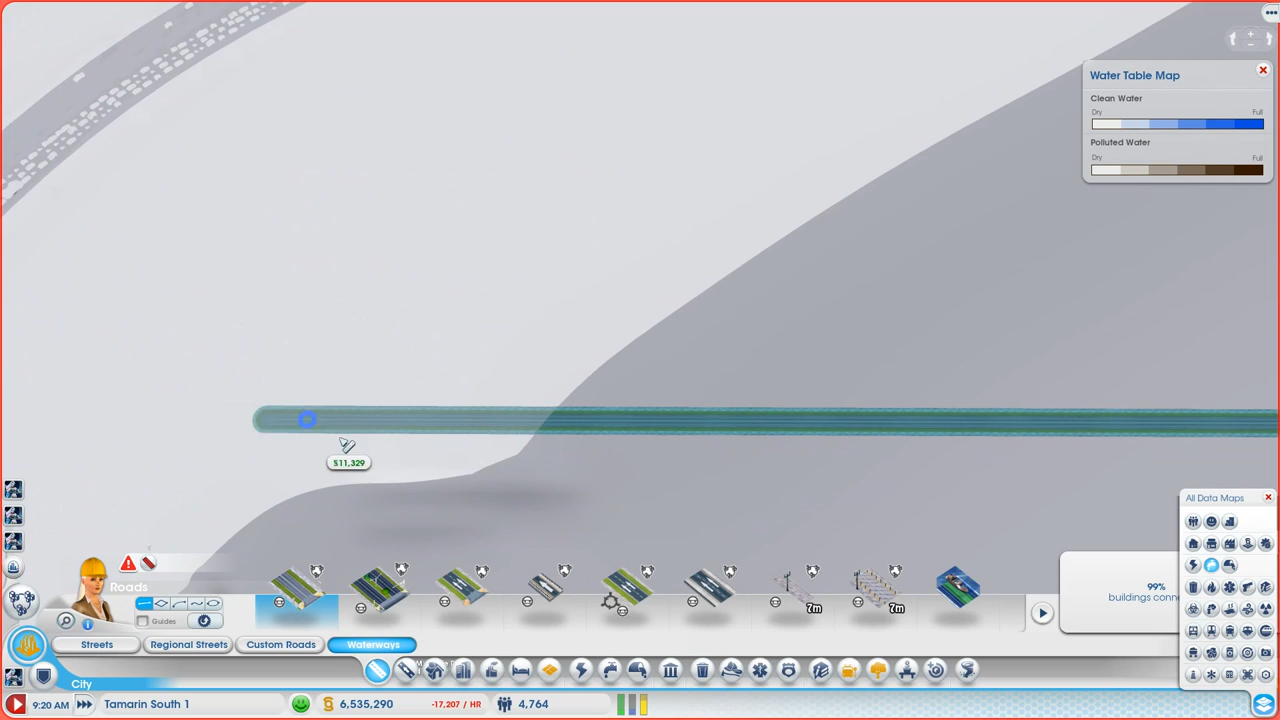 Water Table Map
Clean Water
Dry Full
Polluted Water
Dry Full
§11,329
All Data Maps
Roads
7m
7m
99%
buildings conne
Guides
Streets
Regional Streets
Custom Roads
Waterways
City
9:20 AM
Tamarin South 1
6,535,290
-17,207 / HR
4,764